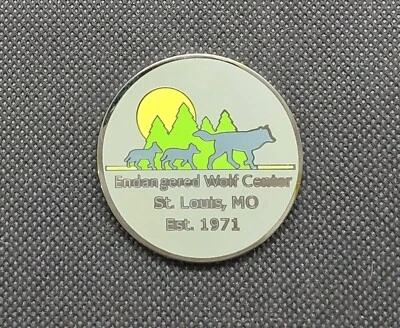 Endangered Wolf Center
St. Louis, MO
Est. 1971